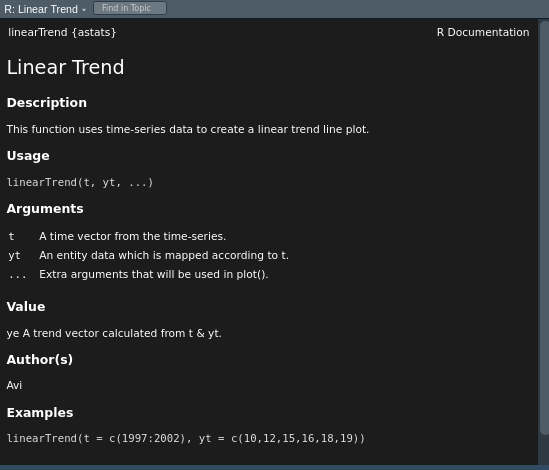 R: Linear Trend
Find in Topic
linearTrend {astats}
R Documentation
Linear Trend
Description
This function uses time-series data to create a linear trend line plot.
Usage
linearTrend(t, yt, ...)
Arguments
t A time vector from the time-series.
yt An entity data which is mapped according to t.
... Extra arguments that will be used in plot().
Value
ye A trend vector calculated from t & yt.
Author(s)
Avi
Examples
linearTrend(t = c(1997:2002), yt = c(10,12,15,16,18,19))